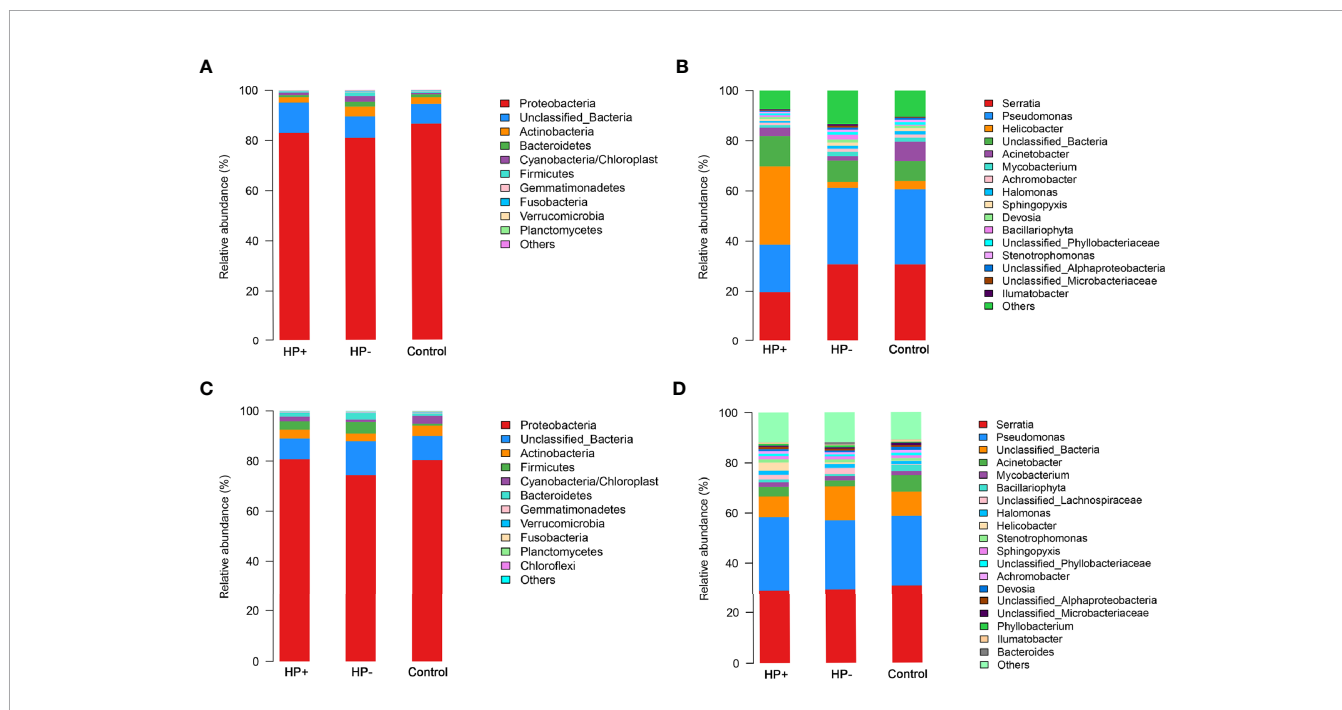 A
Relative abundance (%)
100
80
60
40
20
0
HP+
HP-
Control
Proteobacteria
Unclassified_Bacteria
Actinobacteria
Bacteroidetes
Cyanobacteria/Chloroplast
Firmicutes
Gemmatimonadetes
Fusobacteria
Verrucomicrobia
Planctomycetes
Others
B
Relative abundance (%)
100
80
60
40
20
0
HP+
HP-
Control
Serratia
Pseudomonas
Helicobacter
Unclassified_Bacteria
Acinetobacter
Mycobacterium
Achromobacter
Halomonas
Sphingopyxis
Devosia
Bacillariophyta
Unclassified_Phyllobacteriaceae
Stenotrophomonas
Unclassified_Alphaproteobacteria
Unclassified_Microbacteriaceae
Ilumatobacter
Others
C
Relative abundance (%)
100
80
60
40
20
0
HP+
HP-
Control
Proteobacteria
Unclassified_Bacteria
Actinobacteria
Firmicutes
Cyanobacteria/Chloroplast
Bacteroidetes
Gemmatimonadetes
Verrucomicrobia
Fusobacteria
Planctomycetes
Chloroflexi
Others
D
Relative abundance (%)
100
80
60
40
20
0
HP+
HP-
Control
Serratia
Pseudomonas
Unclassified_Bacteria
Acinetobacter
Mycobacterium
Bacillariophyta
Unclassified_Lachnospiraceae
Halomonas
Helicobacter
Stenotrophomonas
Sphingopyxis
Unclassified_Phyllobacteriaceae
Achromobacter
Devosia
Unclassified_Alphaproteobacteria
Unclassified_Microbacteriaceae
Phyllobacterium
Ilumatobacter
Bacteroides
Others